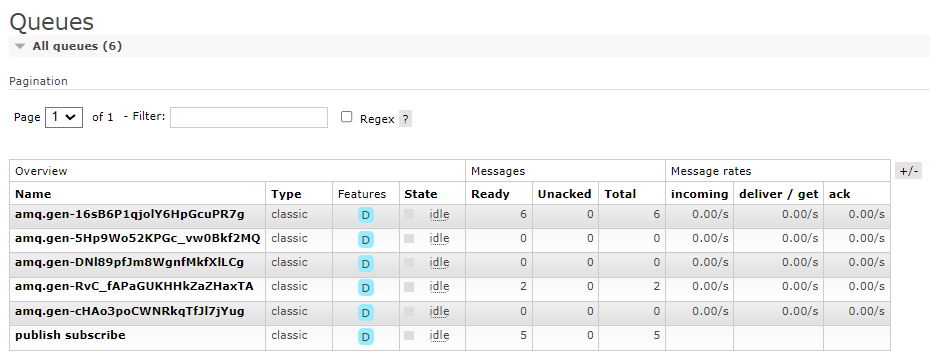 Queues
All queues (6)
Pagination
Page 1 of 1 - Filter: Regex ?
Overview Messages Message rates +/-
Name Type Features State Ready Unacked Total incoming deliver / get ack
amq.gen-16sB6P1qjolY6HpGcuPR7g classic D idle 6 0 6 0.00/s 0.00/s 0.00/s
amq.gen-5Hp9Wo52KPGc_vw0Bkf2MQ classic D idle 0 0 0 0.00/s 0.00/s 0.00/s
amq.gen-DNl89pfJm8WgnfMkfXlLCg classic D idle 0 0 0 0.00/s 0.00/s 0.00/s
amq.gen-RvC_fAPaGUKHHkZaZHaxTA classic D idle 2 0 2 0.00/s 0.00/s 0.00/s
amq.gen-cHAo3poCWNRkqTfJl7jYug classic D idle 0 0 0 0.00/s 0.00/s 0.00/s
publish subscribe classic D idle 5 0 5